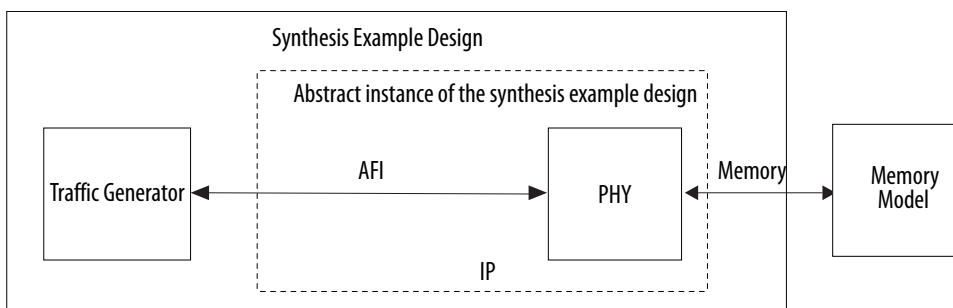 Synthesis Example Design
Abstract instance of the synthesis example design
Traffic Generator
AFI
PHY
Memory
Memory
Model
IP